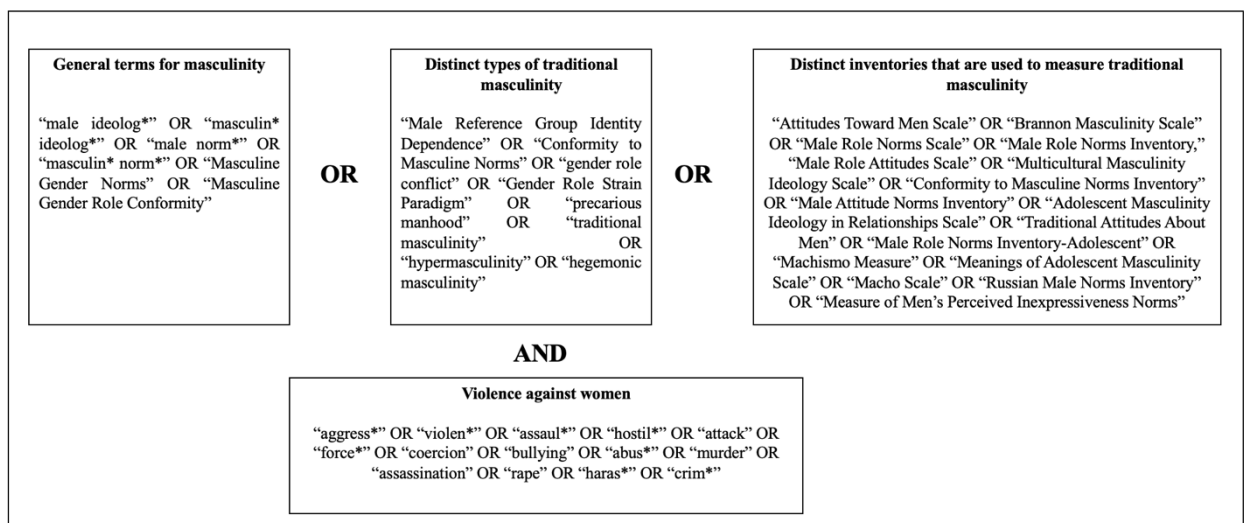 General terms for masculinity
“male ideolog*” OR “masculin*
ideolog*” OR “male norm*” OR
“masculin* norm*” OR “Masculine
Gender Norms” OR “Masculine
Gender Role Conformity”
OR
Distinct types of traditional
masculinity
“Male Reference Group Identity
Dependence” OR “Conformity to
Masculine Norms” OR “gender role
conflict” OR “Gender Role Strain
Paradigm” OR “precarious
manhood” OR “traditional
masculinity” OR
“hypermasculinity” OR “hegemonic
masculinity”
OR
Distinct inventories that are used to measure traditional
masculinity
“Attitudes Toward Men Scale” OR “Brannon Masculinity Scale”
OR “Male Role Norms Scale” OR “Male Role Norms Inventory,”
“Male Role Attitudes Scale” OR “Multicultural Masculinity
Ideology Scale” OR “Conformity to Masculine Norms Inventory”
OR “Male Attitude Norms Inventory” OR “Adolescent Masculinity
Ideology in Relationships Scale” OR “Traditional Attitudes About
Men” OR “Male Role Norms Inventory-Adolescent” OR
“Machismo Measure” OR “Meanings of Adolescent Masculinity
Scale” OR “Macho Scale” OR “Russian Male Norms Inventory”
OR “Measure of Men’s Perceived Inexpressiveness Norms”
AND
Violence against women
“aggress*” OR “violen*” OR “assaul*” OR “hostil*” OR “attack” OR
“force*” OR “coercion” OR “bullying” OR “abus*” OR “murder” OR
“assassination” OR “rape” OR “haras*” OR “crim*”